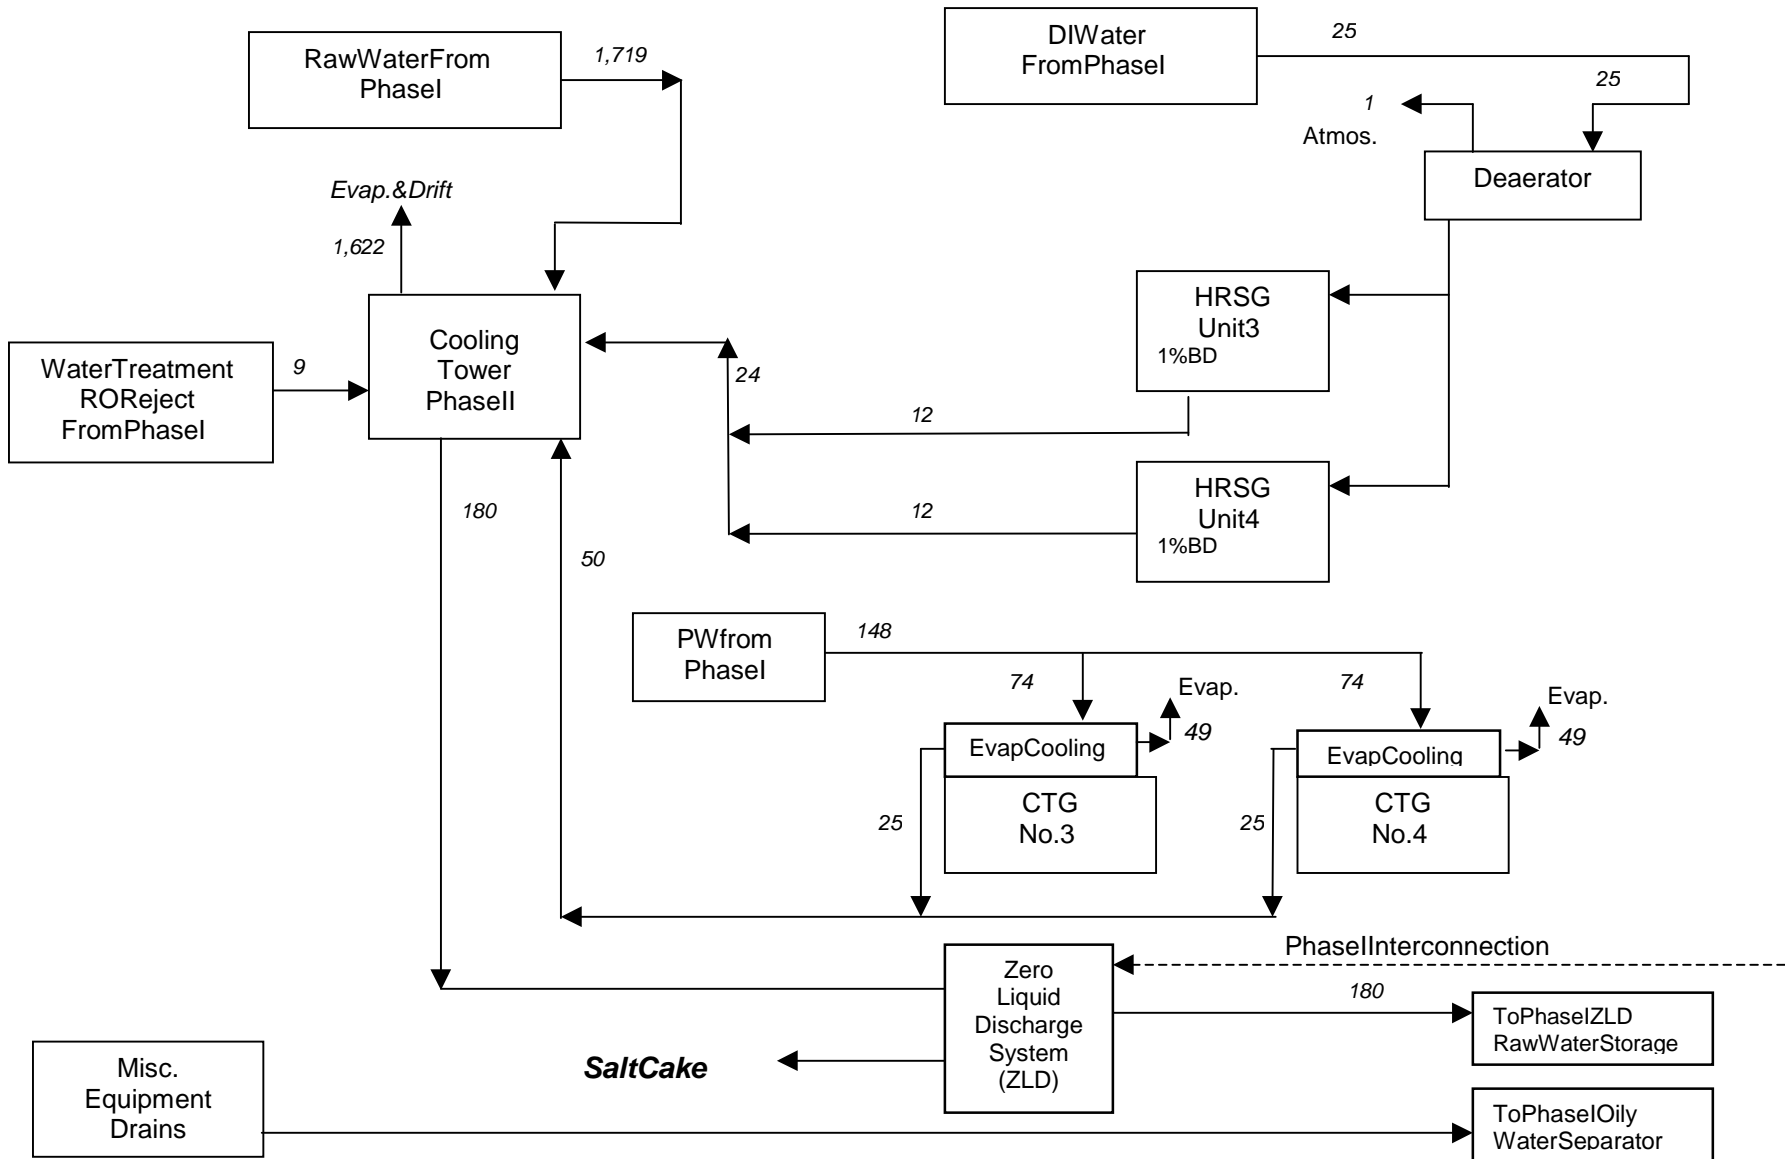 RawWaterFrom
PhaseI
1,719
DIWater
FromPhaseI
25
25
1
Atmos.
Deaerator
Evap.&Drift
1,622
Cooling
Tower
PhaseII
WaterTreatment
ROReject
FromPhaseI
9
24
HRSG
Unit3
1%BD
12
HRSG
Unit4
1%BD
12
180
50
PWfrom
PhaseI
148
74
Evap.
49
74
Evap.
49
EvapCooling
CTG
No.3
25
EvapCooling
CTG
No.4
25
PhaseIInterconnection
Zero
Liquid
Discharge
System
(ZLD)
180
ToPhaseIZLD
RawWaterStorage
SaltCake
Misc.
Equipment
Drains
ToPhaseIOily
WaterSeparator